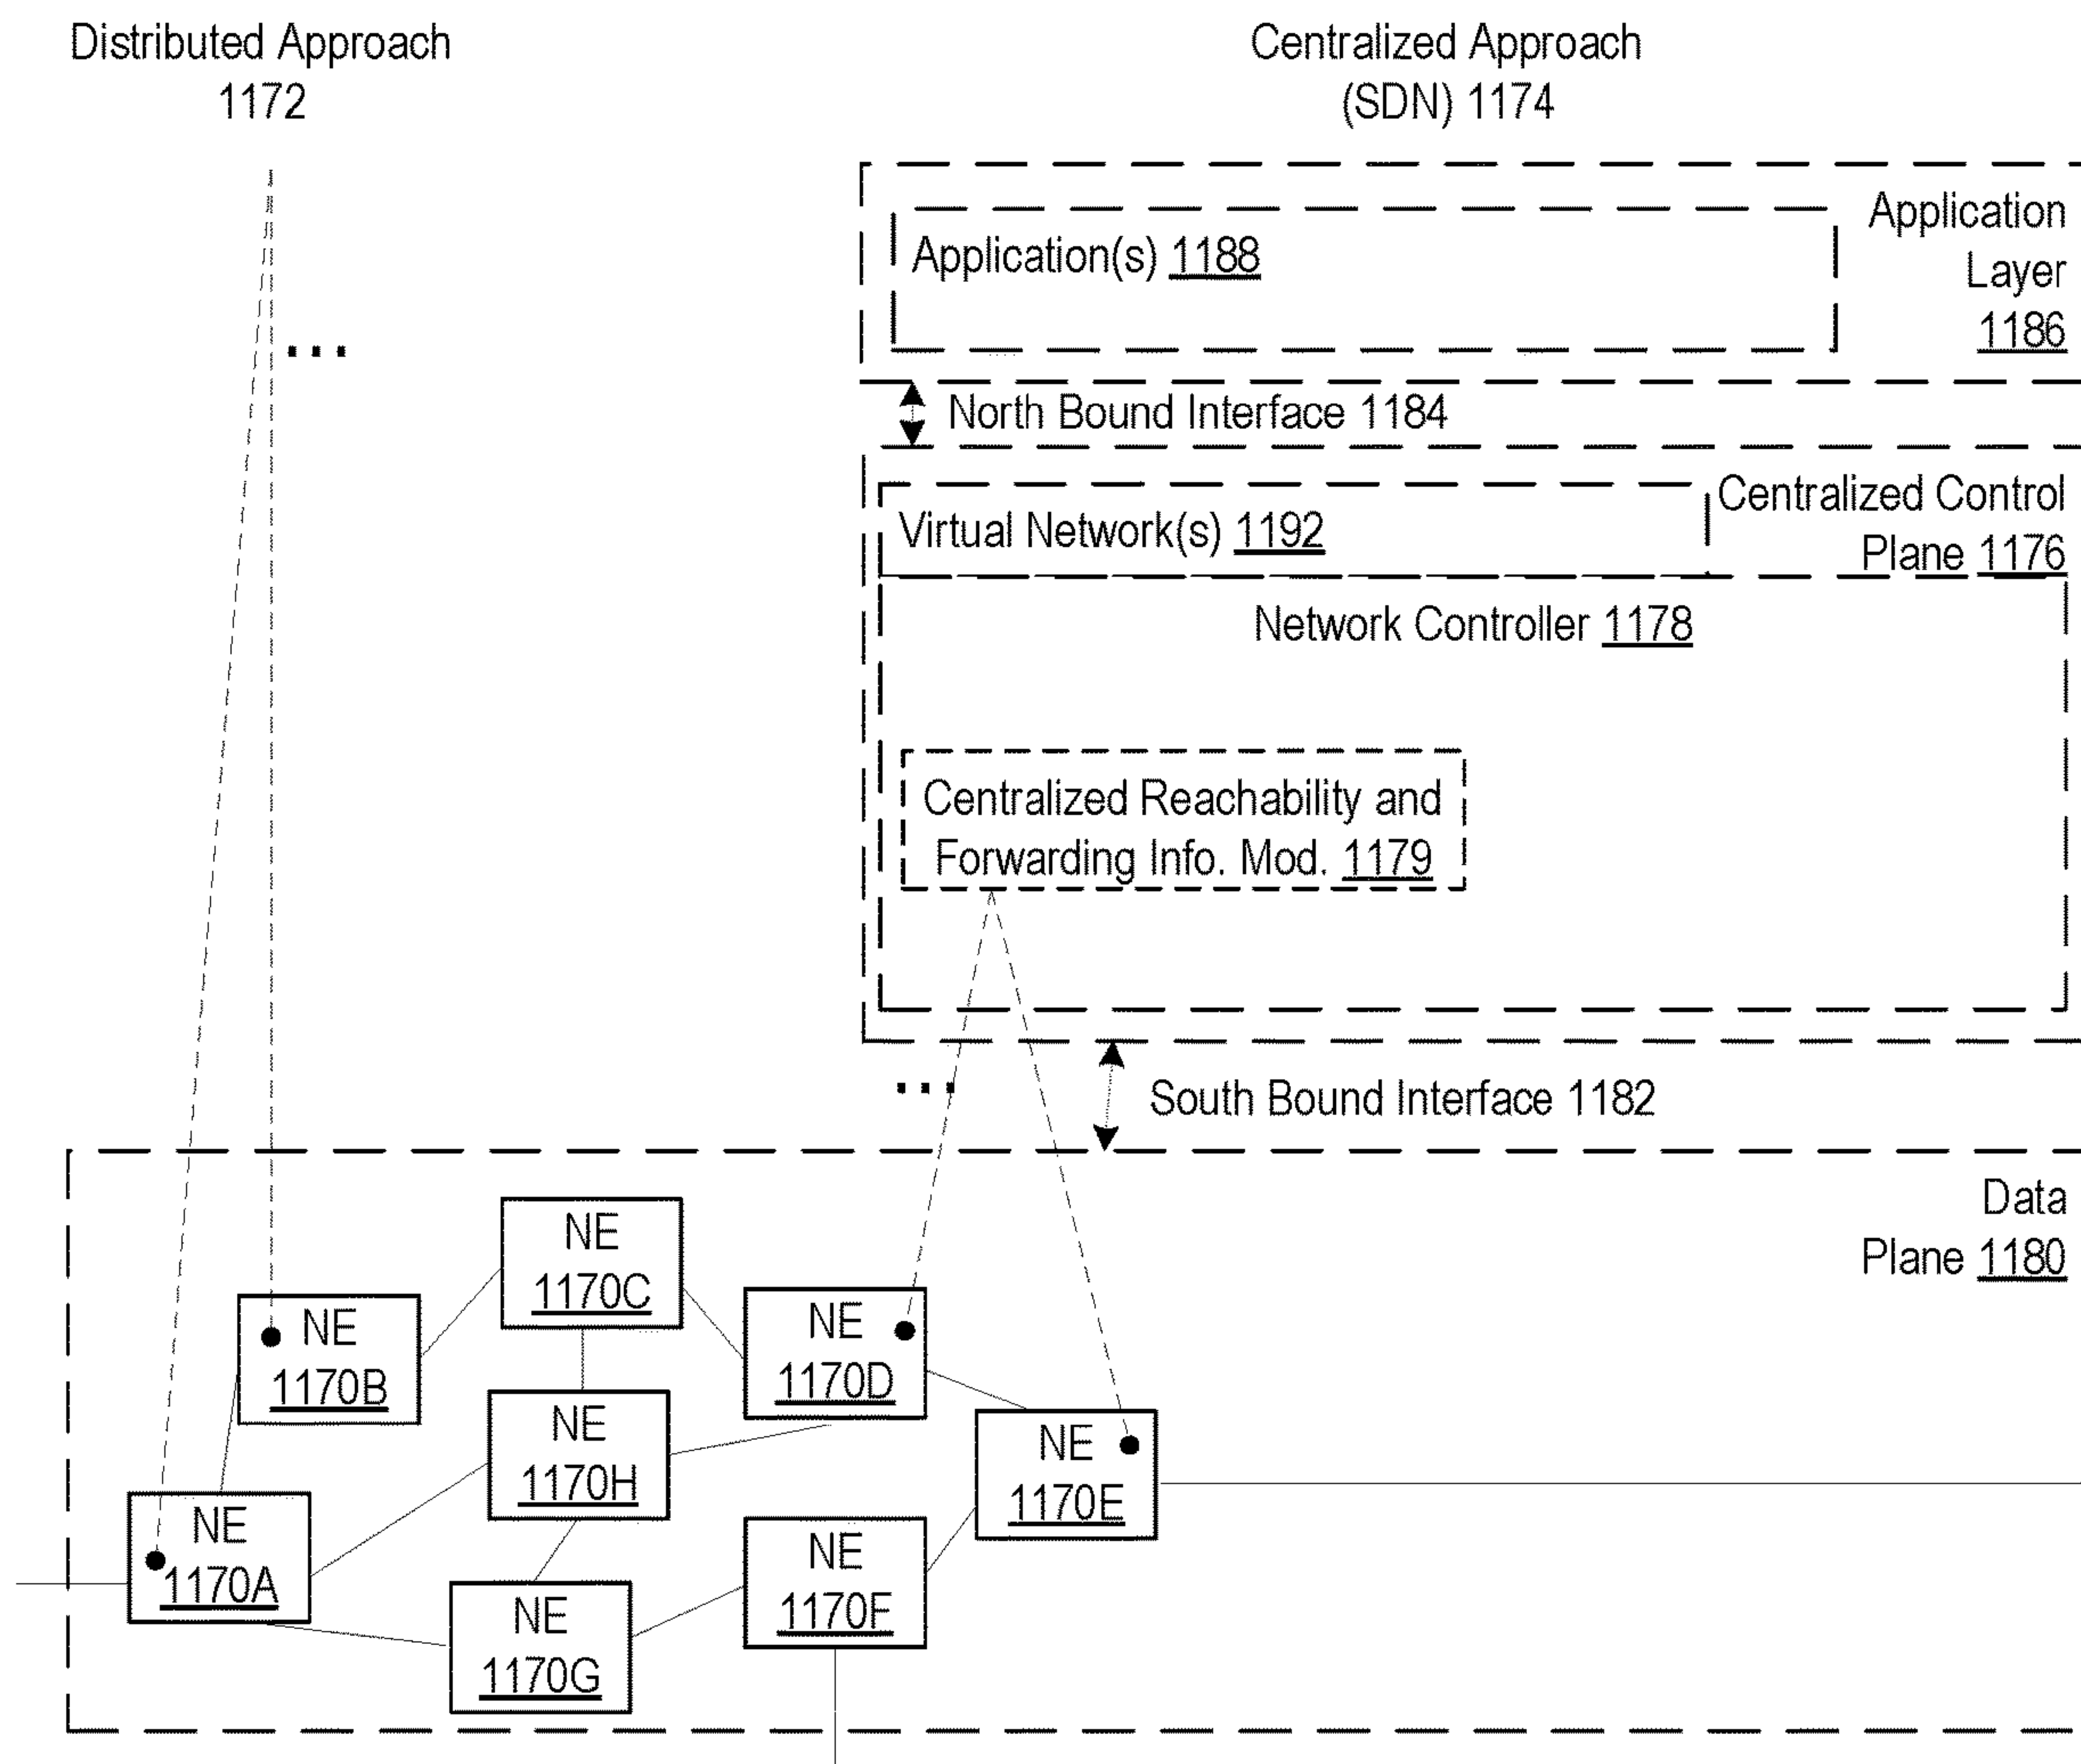 Distributed Approach
1172
Centralized Approach
(SDN) 1174
Application(s) 1188
Application
Layer
1186
North Bound Interface 1184
Virtual Network(s) 1192
Centralized Control
Plane 1176
Network Controller 1178
Centralized Reachability and
Forwarding Info. Mod. 1179
South Bound Interface 1182
Data
Plane 1180
NE
1170C
NE
1170B
NE
1170D
NE
1170H
NE
1170E
NE
1170A
NE
1170F
NE
1170G